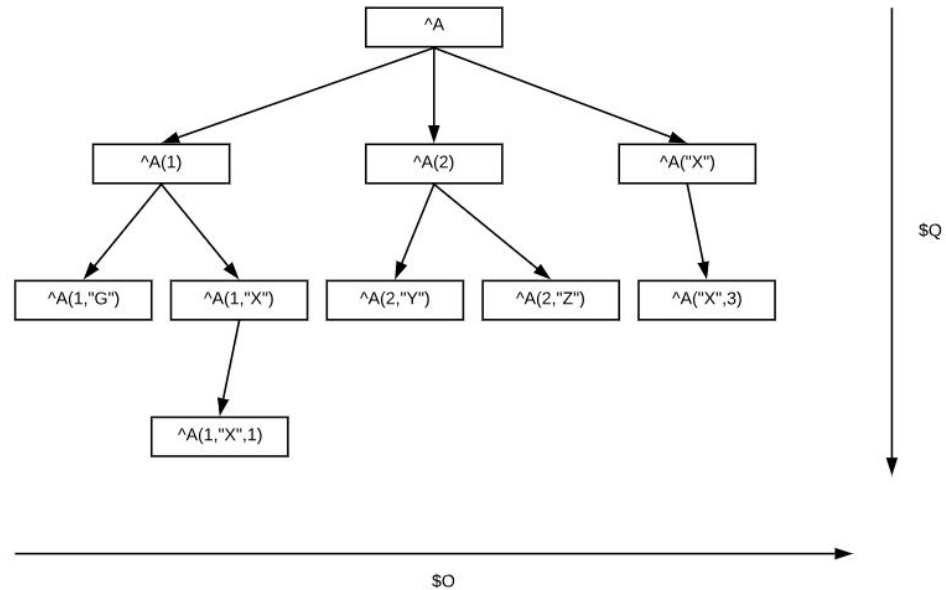 ^A
^A(1)
^A(2)
^A("X")
$Q
^A(1,"G")
^A(1,"X")
^A(2,"Y")
^A(2,"Z")
^A("X",3)
^A(1,"X",1)
$O